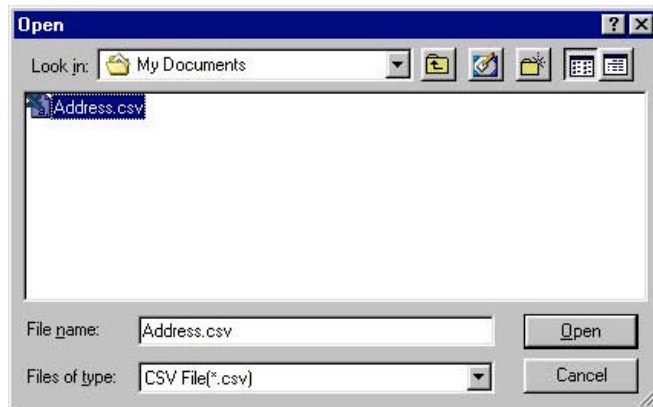 Open
Look in: My Documents
Address.csv
File name: Address.csv Open
Files of type: CSV File(*.csv) Cancel